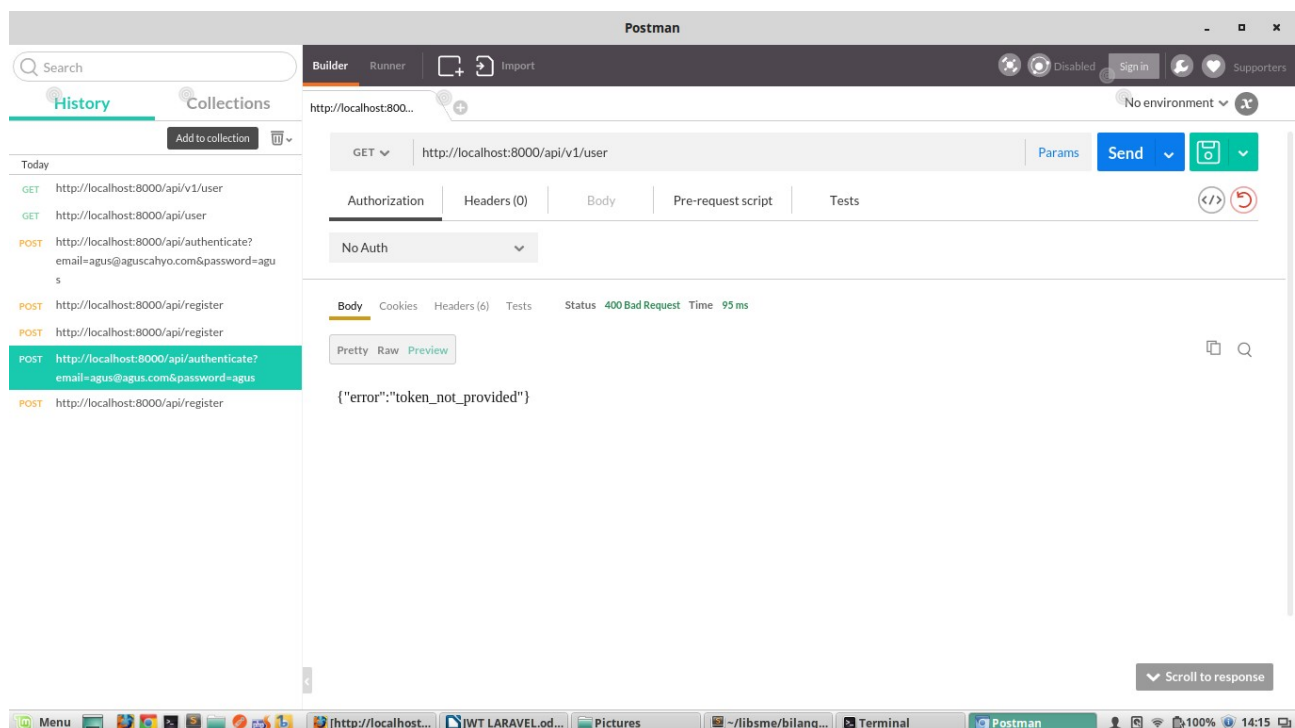 Postman
Search
Builder Runner Import Disabled Sign in Supporters
History Collections
http://localhost:800...
No environment
Add to collection
Today
GET http://localhost:8000/api/v1/user
GET http://localhost:8000/api/user
POST http://localhost:8000/api/authenticate?
email=agus@aguscahyo.com&password=agu
s
POST http://localhost:8000/api/register
POST http://localhost:8000/api/register
POST http://localhost:8000/api/authenticate?
email=agus@agus.com&password=agus
POST http://localhost:8000/api/register
GET http://localhost:8000/api/v1/user Params Send
Authorization Headers (0) Body Pre-request script Tests
No Auth
Body Cookies Headers (6) Tests Status 400 Bad Request Time 95 ms
Pretty Raw Preview
{"error":"token_not_provided"}
Scroll to response
Menu [http://localhost... JWT LARAVEL.od... Pictures ~/libsme/bilang... Terminal Postman 100% 14:15